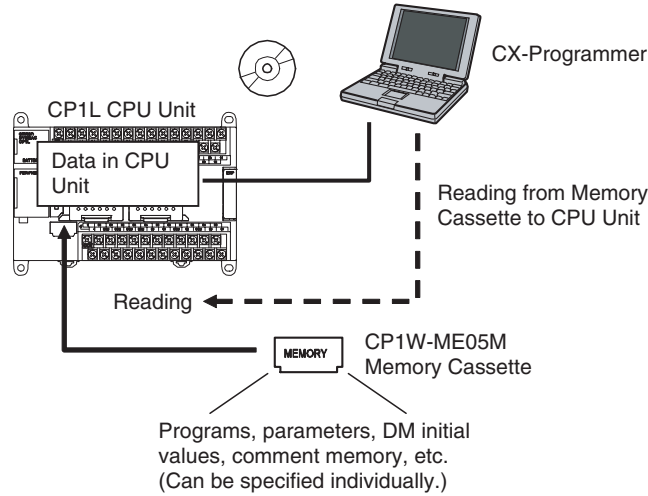 CX-Programmer
CP1L CPU Unit
Data in CPU
Unit
Reading from Memory
Cassette to CPU Unit
Reading
MEMORY
CP1W-ME05M
Memory Cassette
Programs, parameters, DM initial
values, comment memory, etc.
(Can be specified individually.)